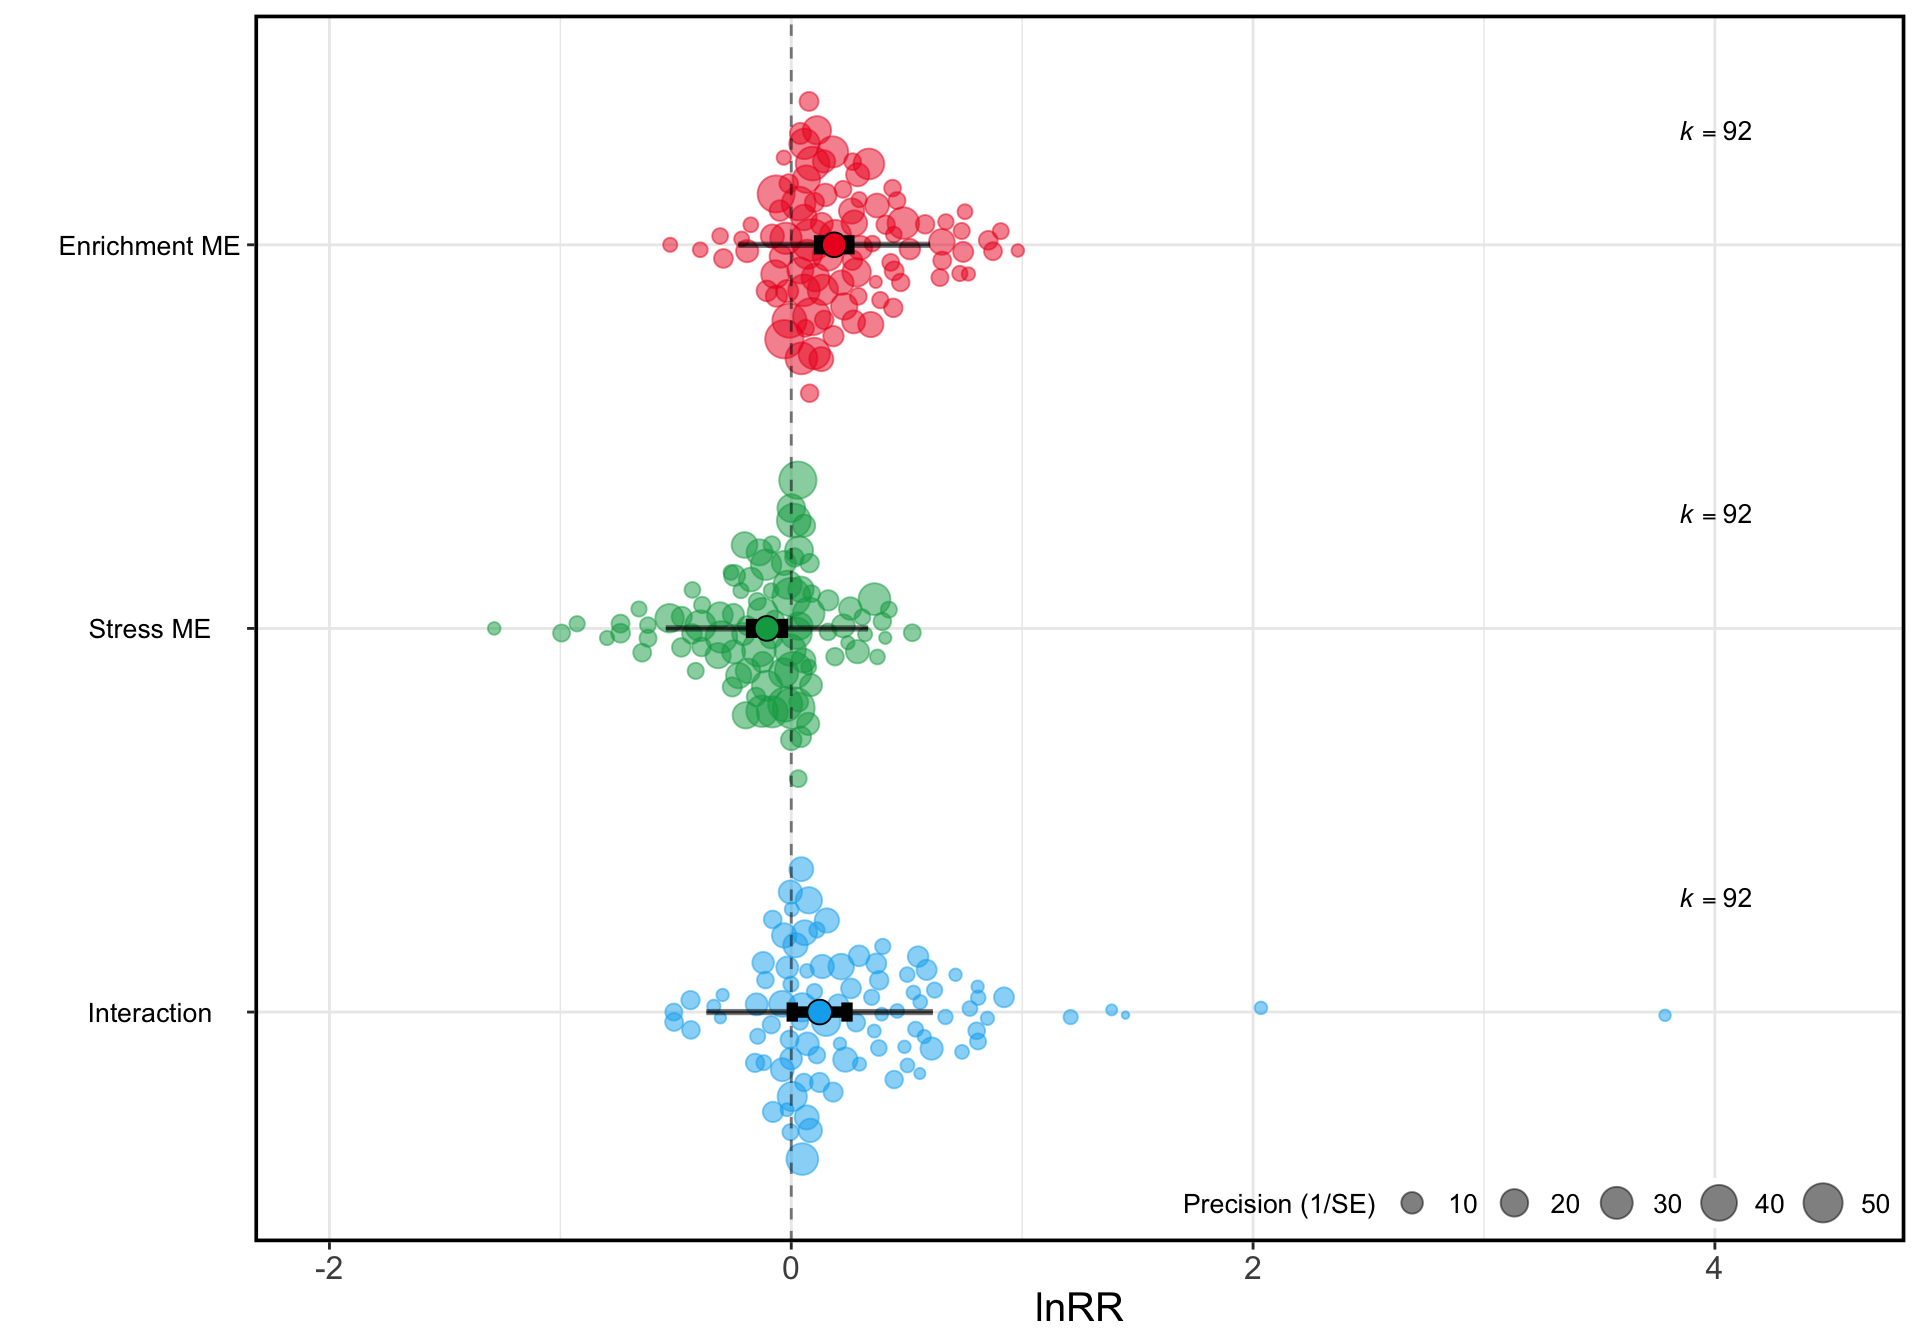 k = 92
Enrichment ME
k = 92
Stress ME
k = 92
Interaction
Precision (1/SE) 10 20 30 40 50
-2 0 2 4
lnRR